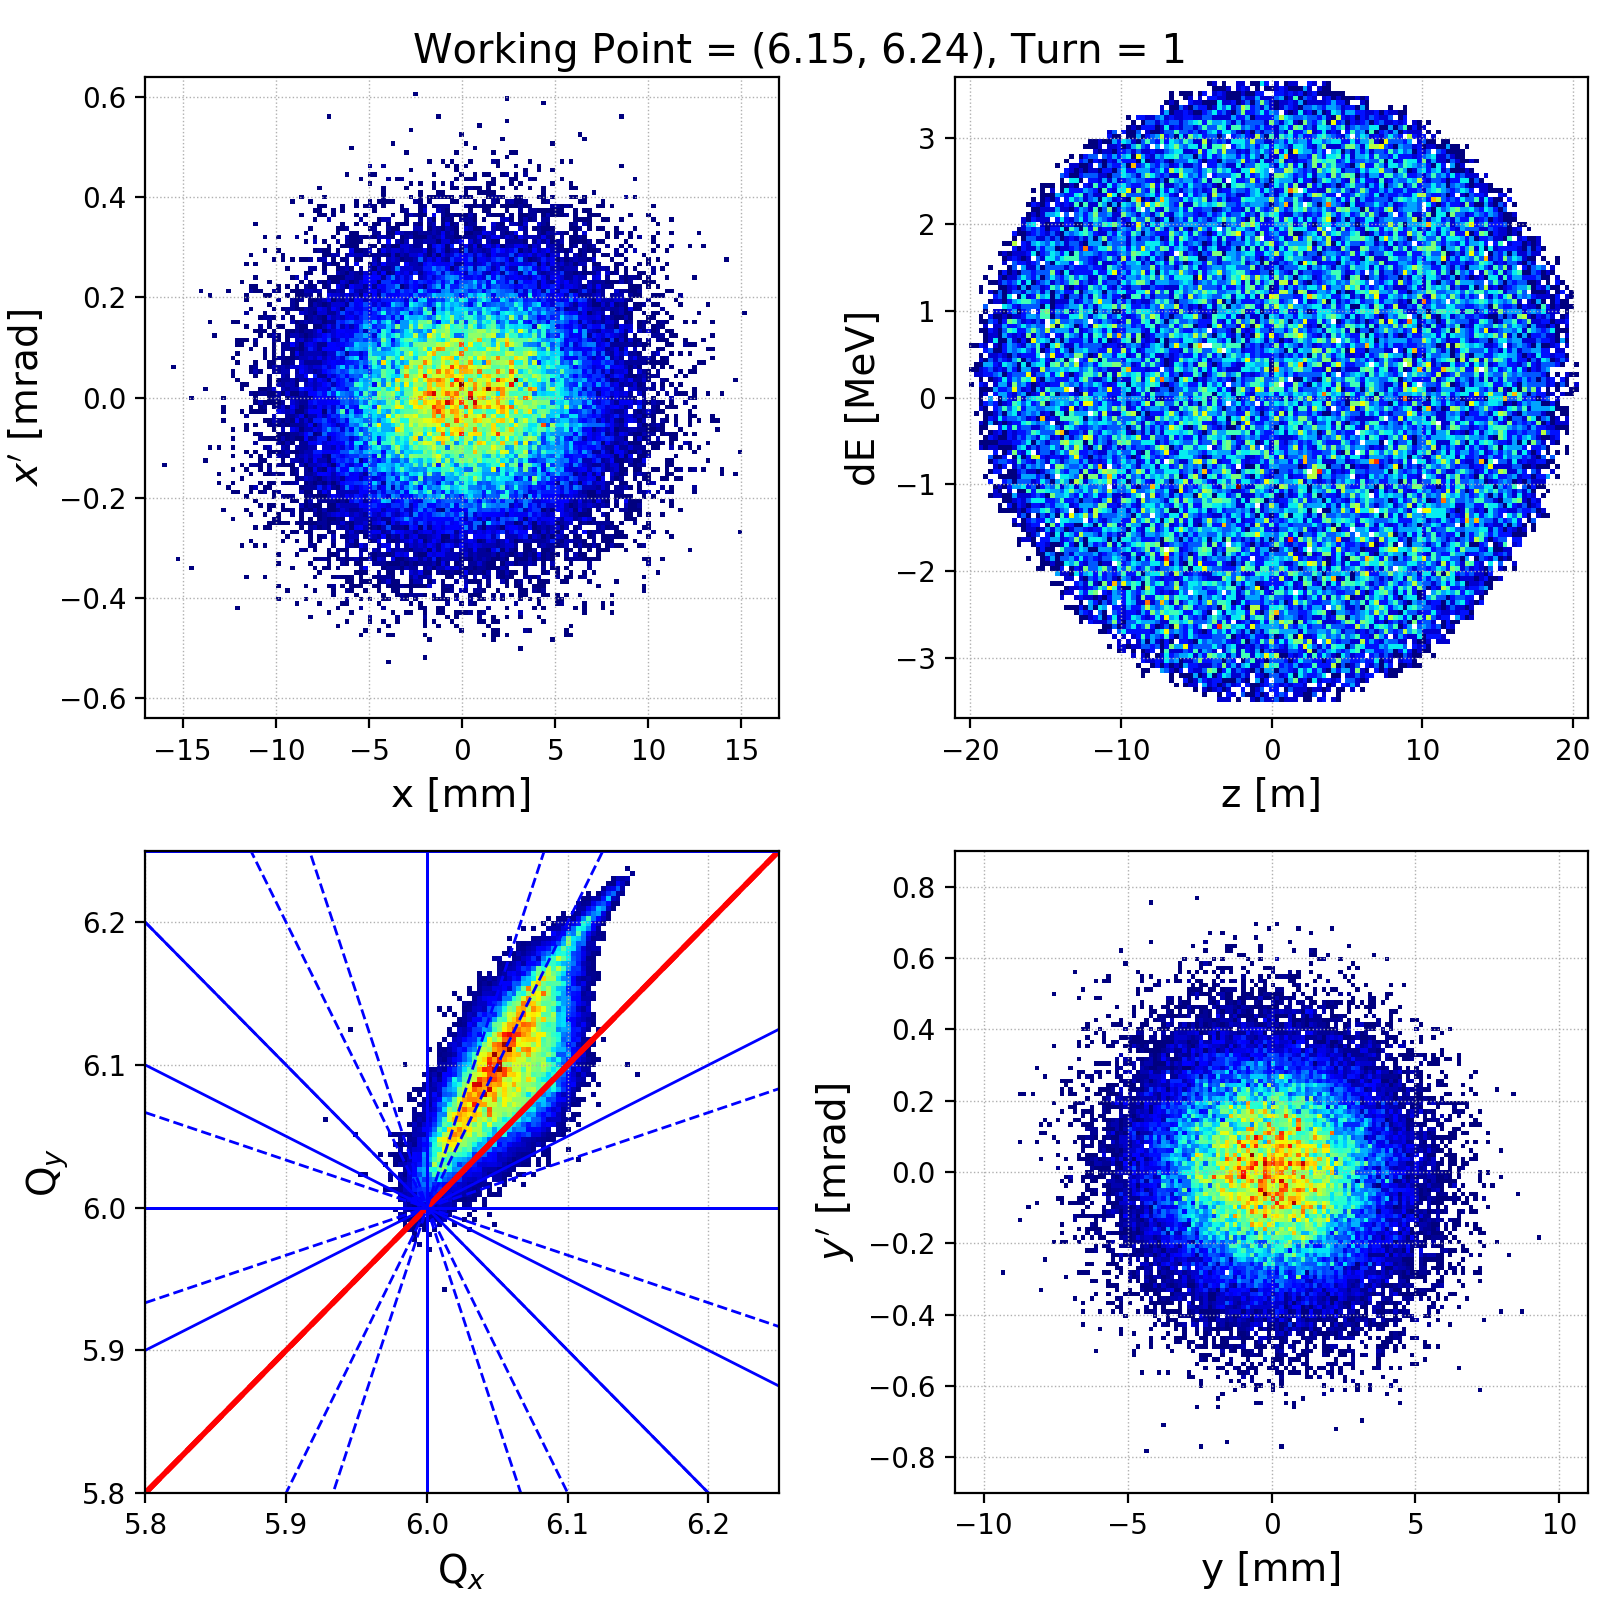 Working Point = (6.15, 6.24), Turn = 1
0.6
0.4
0.2
0.0
−0.2
−0.4
−0.6
x′ [mrad]
−15 −10 −5 0 5 10 15
x [mm]
3
2
1
0
−1
−2
−3
dE [MeV]
−20 −10 0 10 20
z [m]
6.2
6.1
6.0
5.9
5.8
Qy
5.8 5.9 6.0 6.1 6.2
Qx
0.8
0.6
0.4
0.2
0.0
−0.2
−0.4
−0.6
−0.8
y′ [mrad]
−10 −5 0 5 10
y [mm]